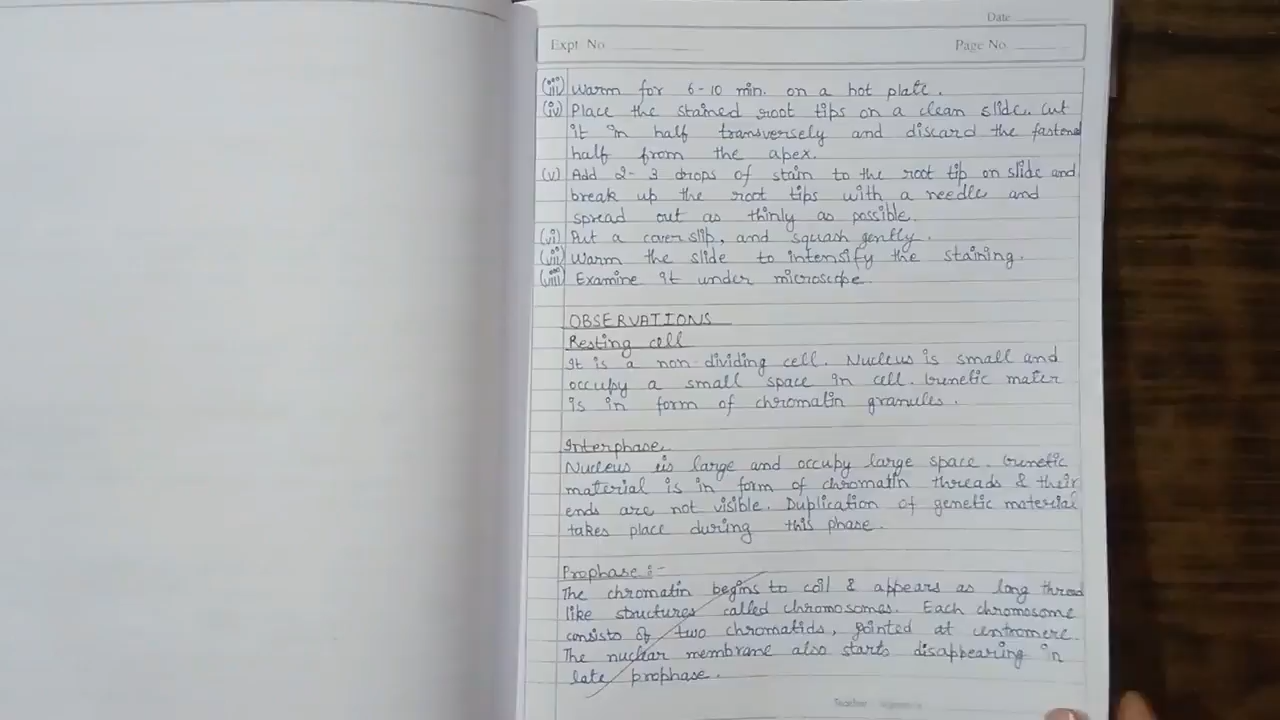 Date
Expt. No.
Page No.
(iii) Warm for 6-10 min. on a hot plate.
(iv) Place the stained root tips on a clean slide. Cut
it in half transversely and discard the
half from the apex.
(v) Add 2-3 drops of stain to the root tip on slide and
break up the root tips with a needle and
spread out as thinly as possible.
(vi) Put a cover slip, and squash gently.
(vii) Warm the slide to intensify the staining.
(viii) Examine it under microscope.
OBSERVATIONS
Resting cell
It is a non dividing cell. Nucleus is small and
occupy a small space in cell. Genetic mater
is in form of chromatin granules.
Interphase
Nucleus is large and occupy large space. Genetic
material is in form of chromatin threads & their
ends are not visible. Duplication of genetic material
takes place during this phase.
Prophase :-
The chromatin begins to coil & appears as long thread
like structures called chromosomes. Each chromosome
consists of two chromatids, jointed at centromere.
The nuclear membrane also starts disappearing in
late prophase.